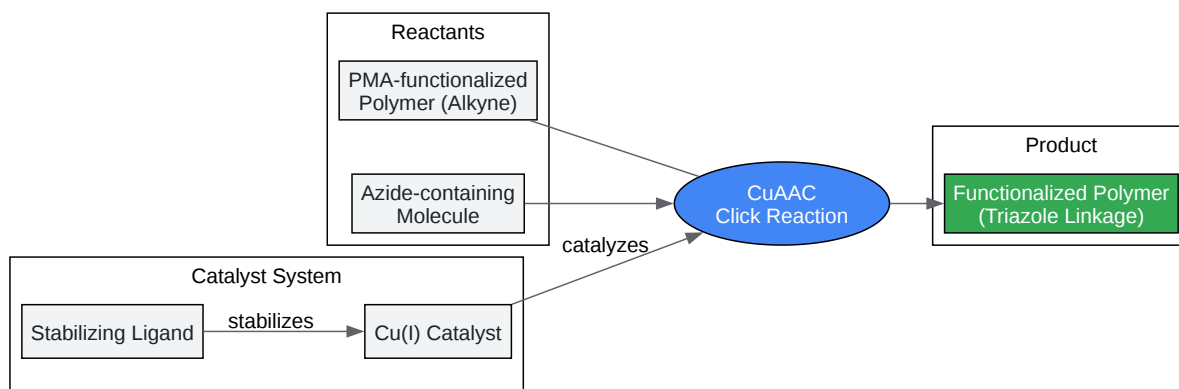 Reactants
PMA-functionalized
Polymer (Alkyne)
Azide-containing
Molecule
CuAAC
Click Reaction
Product
Functionalized Polymer
(Triazole Linkage)
catalyzes
Catalyst System
Stabilizing Ligand
stabilizes
Cu(I) Catalyst